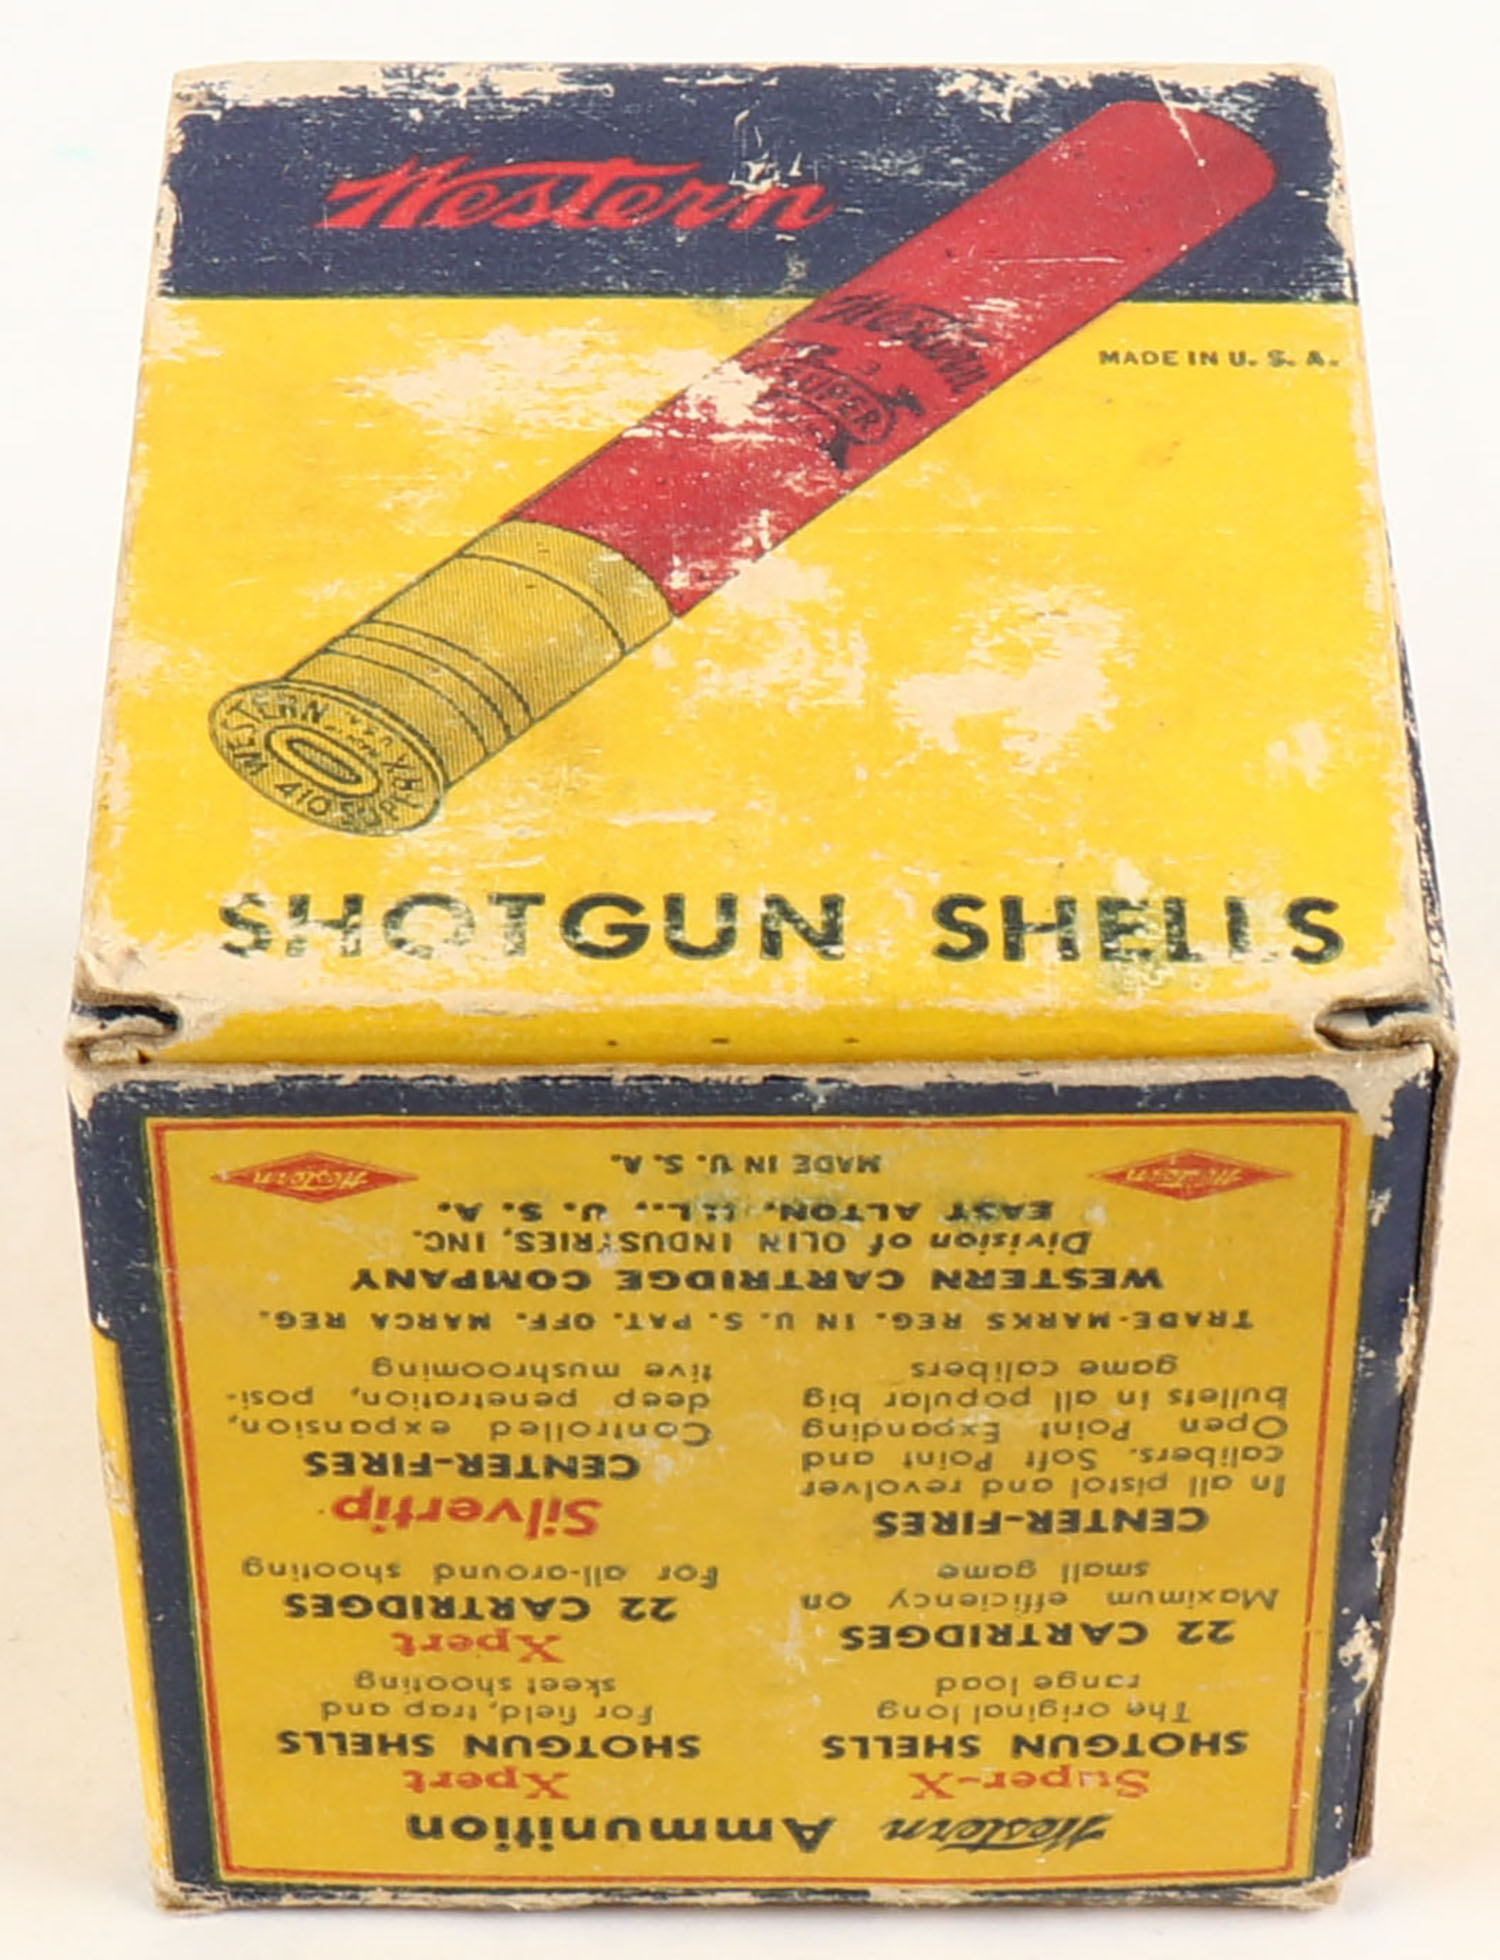 Western
MADE IN U. S. A.
Western
3
SUPER
WESTERN
410 SUPER X
SHOTGUN SHELLS
Western Ammunition
Super-X
SHOTGUN SHELLS
The original long
range load
22 CARTRIDGES
Maximum efficiency on
small game
CENTER-FIRES
In all pistol and revolver
calibers. Soft Point and
Open Point Expanding
bullets in all popular big
game calibers
Xpert
SHOTGUN SHELLS
For field, trap and
skeet shooting
Xpert
22 CARTRIDGES
For all-around shooting
Silvertip
CENTER-FIRES
Controlled expansion,
deep penetration, posi-
tive mushrooming
TRADE-MARKS REG. IN U. S. PAT. OFF. MARCA REG.
WESTERN CARTRIDGE COMPANY
Division of OLIN INDUSTRIES, INC.
EAST ALTON, ILL., U. S. A.
MADE IN U. S. A.
Western
Western